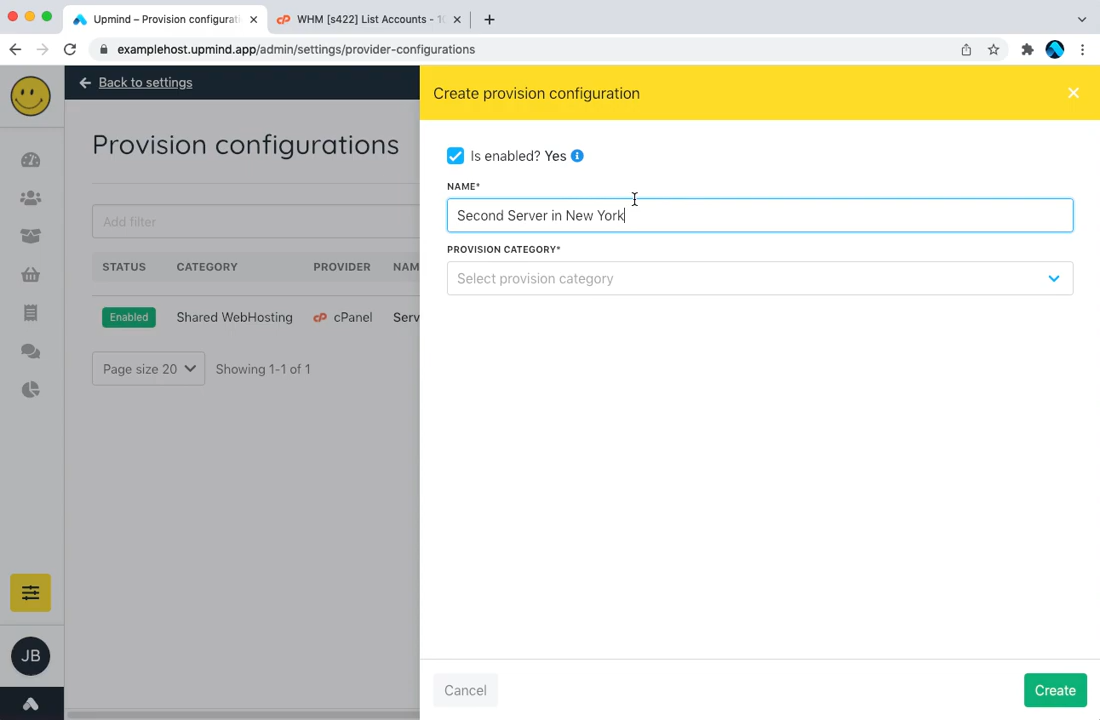 Upmind – Provision configurati
WHM [s422] List Accounts - 10
examplehost.upmind.app/admin/settings/provider-configurations
Back to settings
Provision configurations
Add filter
STATUS CATEGORY PROVIDER NAM
Enabled Shared WebHosting cPanel Serv
Page size 20 Showing 1-1 of 1
JB
Create provision configuration
Is enabled? Yes
NAME*
Second Server in New York
PROVISION CATEGORY*
Select provision category
Cancel Create